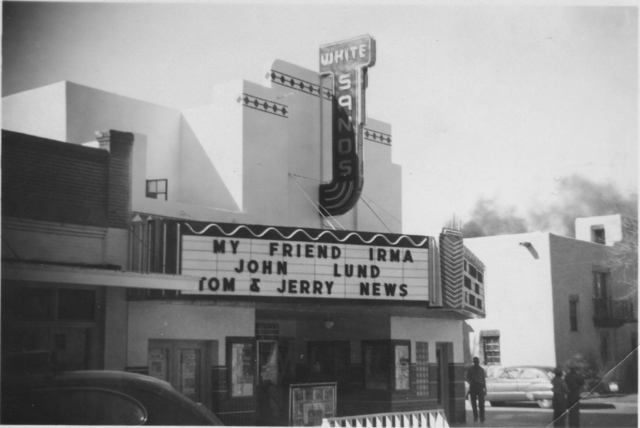 WHITE
SANDS
MY FRIEND IRMA
JOHN LUND
TOM & JERRY NEWS